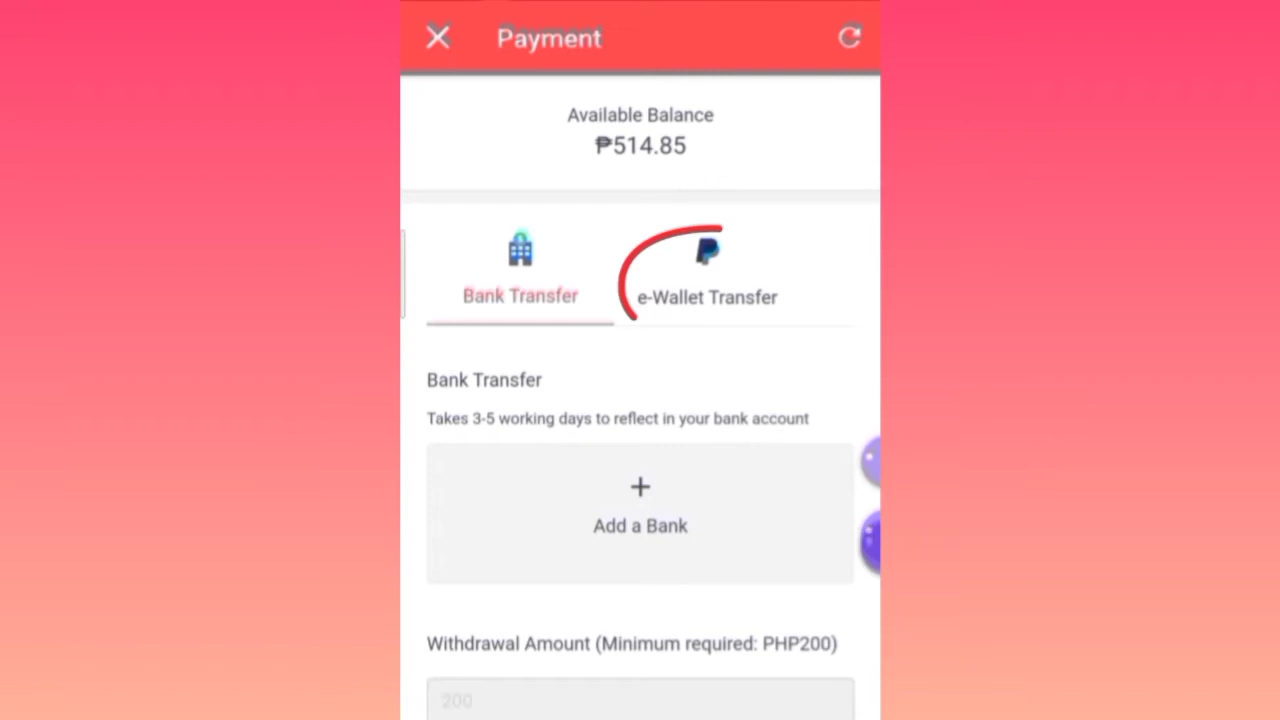 Payment
Available Balance
₱514.85
Bank Transfer
e-Wallet Transfer
Bank Transfer
Takes 3-5 working days to reflect in your bank account
+
Add a Bank
Withdrawal Amount (Minimum required: PHP200)
200